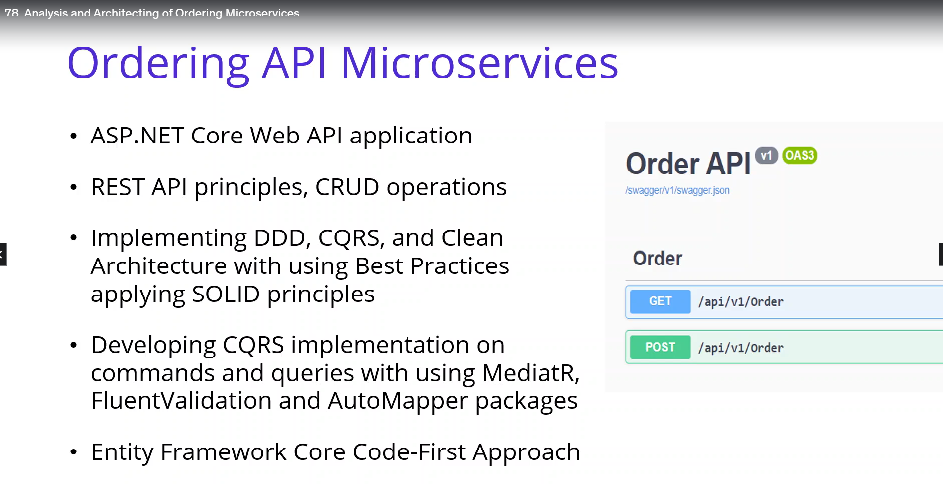 78. Analysis and Architecting of Ordering Microservices
Ordering API Microservices
• ASP.NET Core Web API application
• REST API principles, CRUD operations
• Implementing DDD, CQRS, and Clean
Architecture with using Best Practices
applying SOLID principles
• Developing CQRS implementation on
commands and queries with using MediatR,
FluentValidation and AutoMapper packages
• Entity Framework Core Code-First Approach
Order API v1 OAS3
/swagger/v1/swagger.json
Order
GET /api/v1/Order
POST /api/v1/Order